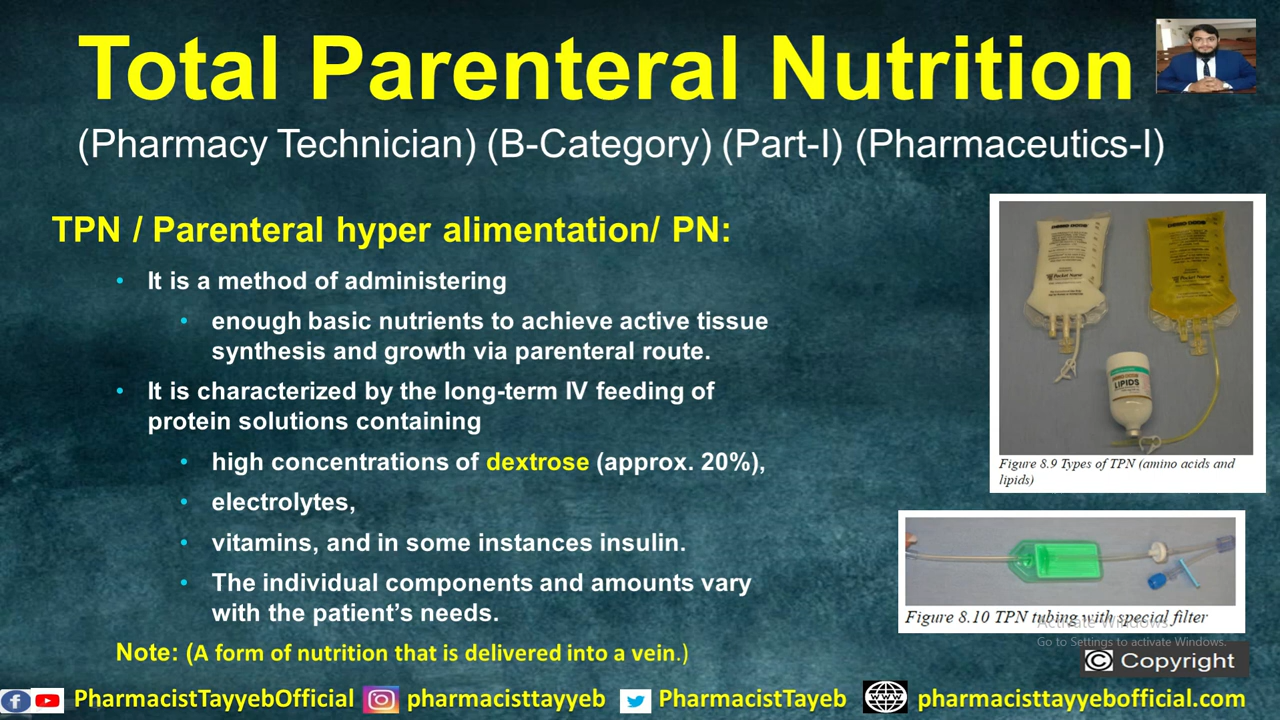 Total Parenteral Nutrition
(Pharmacy Technician) (B-Category) (Part-I) (Pharmaceutics-I)
TPN / Parenteral hyper alimentation/ PN:
• It is a method of administering
• enough basic nutrients to achieve active tissue
synthesis and growth via parenteral route.
• It is characterized by the long-term IV feeding of
protein solutions containing
• high concentrations of dextrose (approx. 20%),
• electrolytes,
• vitamins, and in some instances insulin.
• The individual components and amounts vary
with the patient’s needs.
Note: (A form of nutrition that is delivered into a vein.)
LIPIDS
Figure 8.9 Types of TPN (amino acids and
lipids)
Figure 8.10 TPN tubing with special filter
Activate Windows
Go to Settings to activate Windows.
Copyright
PharmacistTayyebOfficial pharmacisttayyeb PharmacistTayeb WWW pharmacisttayyebofficial.com